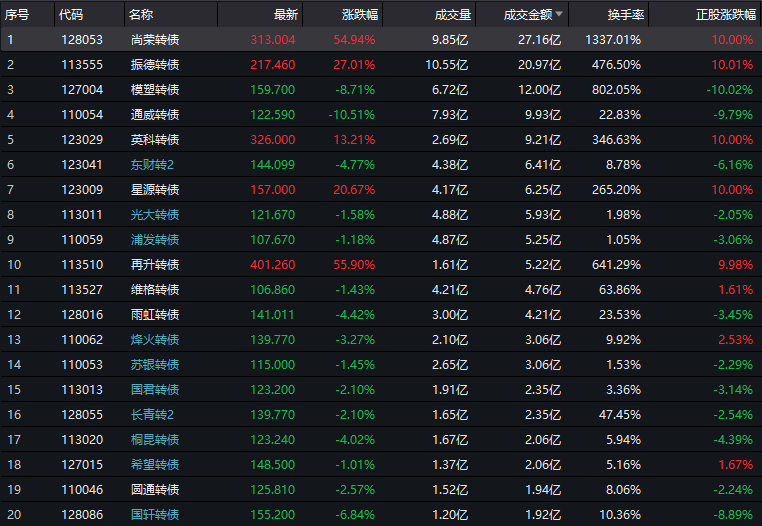 序号 代码 名称 最新 涨跌幅 成交量 成交金额 换手率 正股涨跌幅
1 128053 尚荣转债 313.004 54.94% 9.85亿 27.16亿 1337.01% 10.00%
2 113555 振德转债 217.460 27.01% 10.55亿 20.97亿 476.50% 10.01%
3 127004 模塑转债 159.700 -8.71% 6.72亿 12.00亿 802.05% -10.02%
4 110054 通威转债 122.590 -10.51% 7.93亿 9.93亿 22.83% -9.79%
5 123029 英科转债 326.000 13.21% 2.69亿 9.21亿 346.63% 10.00%
6 123041 东财转2 144.099 -4.77% 4.38亿 6.41亿 8.78% -6.16%
7 123009 星源转债 157.000 20.67% 4.17亿 6.25亿 265.20% 10.00%
8 113011 光大转债 121.670 -1.58% 4.88亿 5.93亿 1.98% -2.05%
9 110059 浦发转债 107.670 -1.18% 4.87亿 5.25亿 1.05% -3.06%
10 113510 再升转债 401.260 55.90% 1.61亿 5.22亿 641.29% 9.98%
11 113527 维格转债 106.860 -1.43% 4.21亿 4.76亿 63.86% 1.61%
12 128016 雨虹转债 141.011 -4.42% 3.00亿 4.21亿 23.53% -3.45%
13 110062 烽火转债 139.770 -3.27% 2.10亿 3.06亿 9.92% 2.53%
14 110053 苏银转债 115.000 -1.45% 2.65亿 3.06亿 1.53% -2.29%
15 113013 国君转债 123.200 -2.10% 1.91亿 2.35亿 3.36% -3.14%
16 128055 长青转2 139.770 -2.10% 1.65亿 2.35亿 47.45% -2.54%
17 113020 桐昆转债 123.240 -4.02% 1.67亿 2.06亿 5.94% -4.39%
18 127015 希望转债 148.500 -1.01% 1.37亿 2.06亿 5.16% 1.67%
19 110046 圆通转债 125.810 -2.57% 1.52亿 1.94亿 8.06% -2.24%
20 128086 国轩转债 155.200 -6.84% 1.20亿 1.92亿 10.36% -8.89%